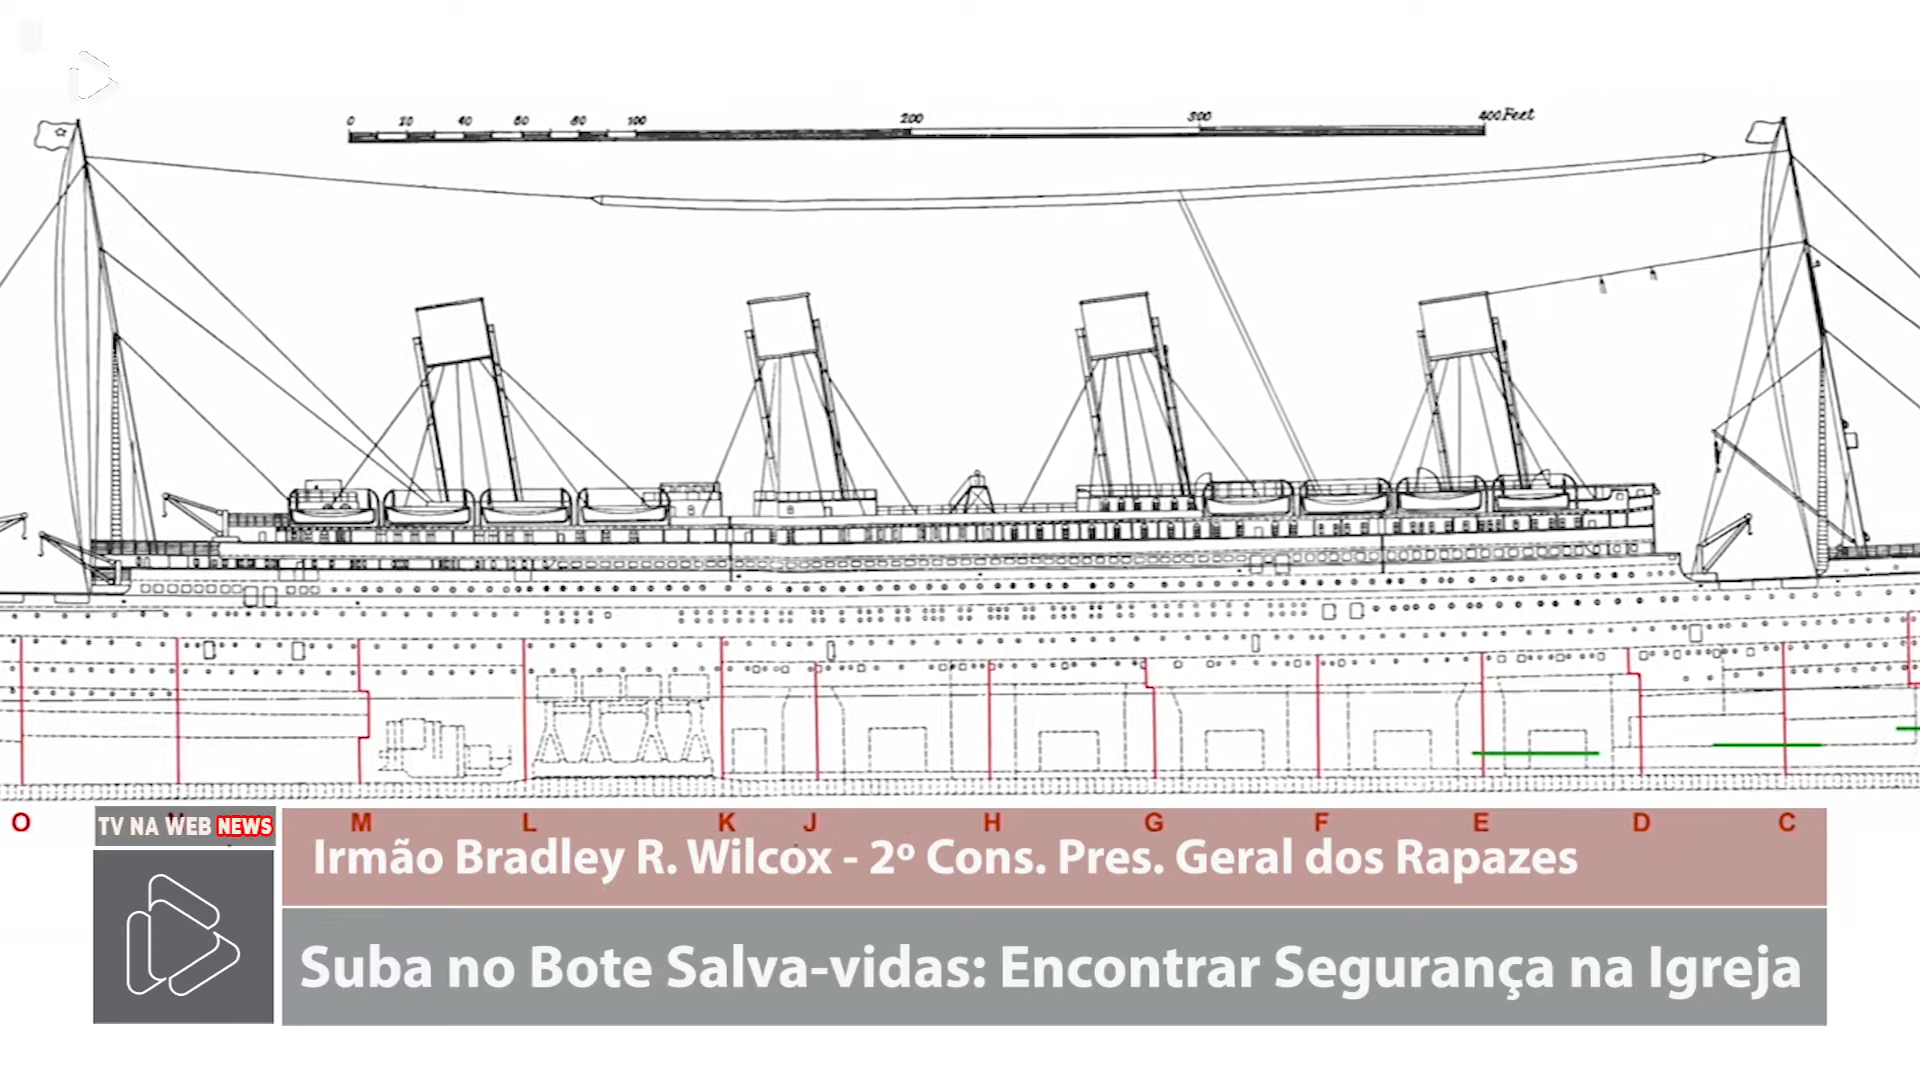 0 20 40 60 80 100 200 300 400 Feet
O M L K J H G F E D C
TV NA WEB NEWS
Irmão Bradley R. Wilcox - 2º Cons. Pres. Geral dos Rapazes
Suba no Bote Salva-vidas: Encontrar Segurança na Igreja